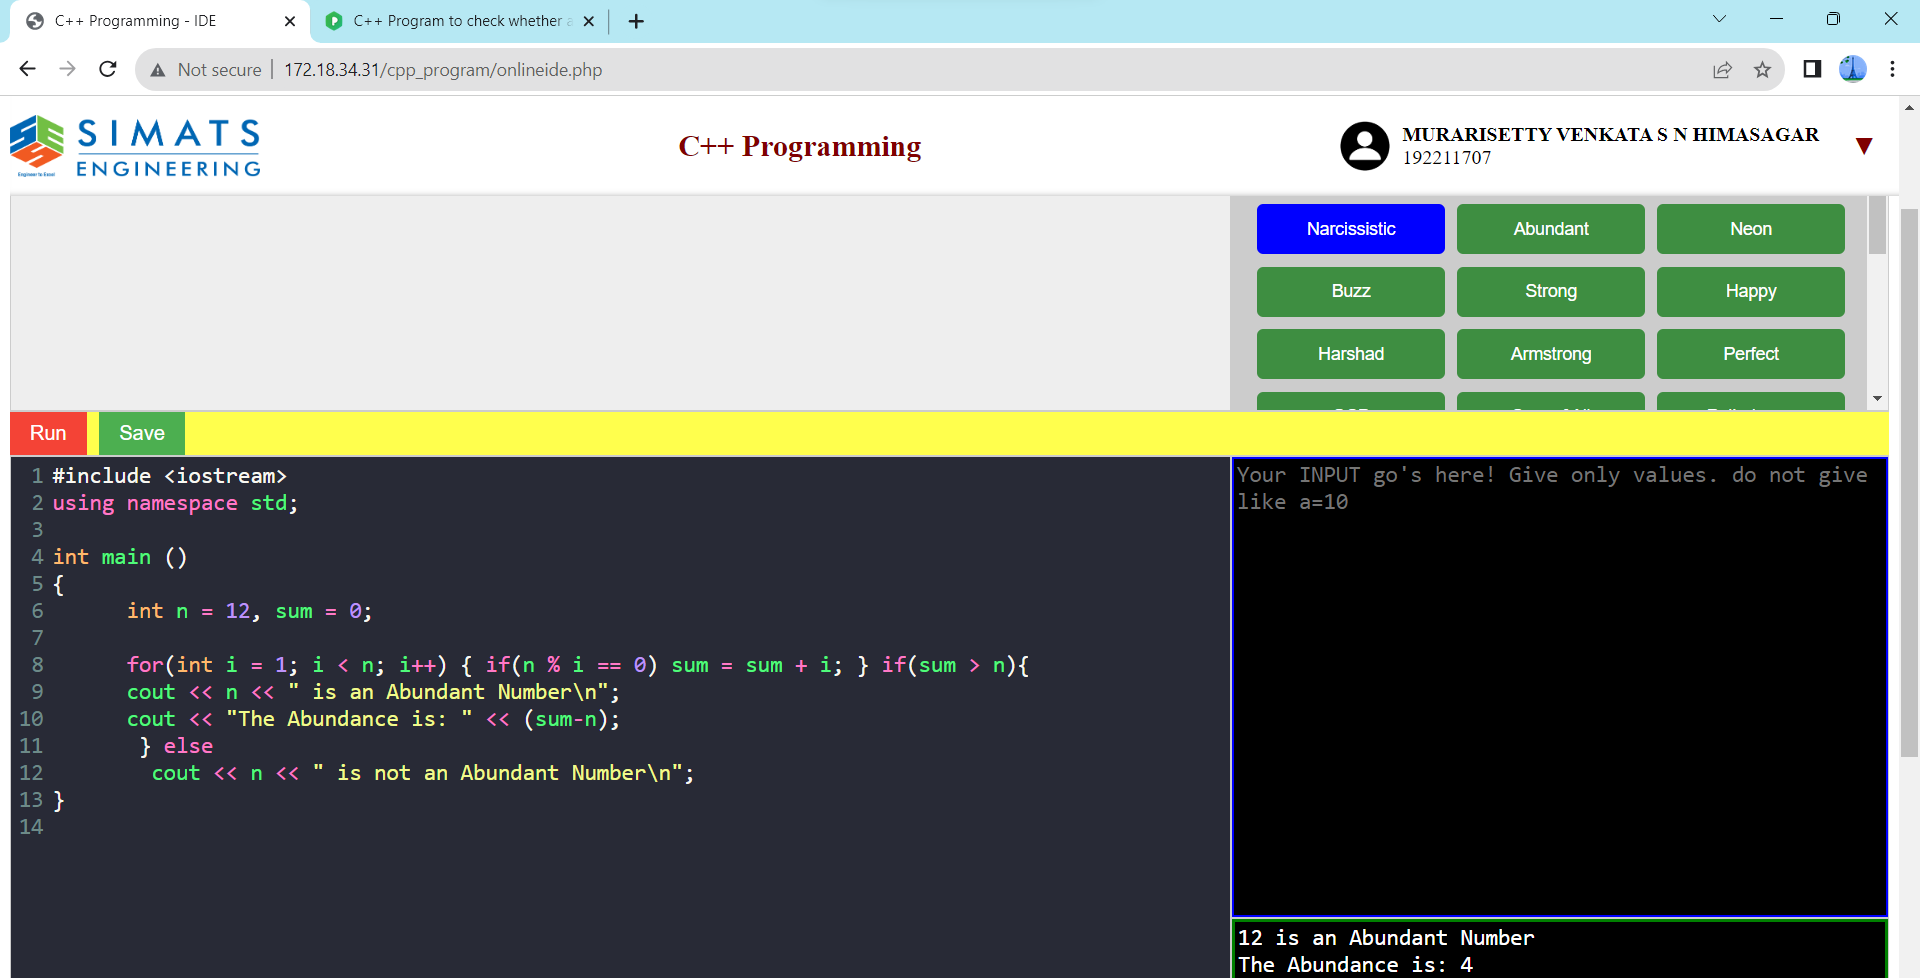 C++ Programming - IDE
C++ Program to check whether a
Not secure
172.18.34.31/cpp_program/onlineide.php
SIMATS
ENGINEERING
Engineer to Excel
C++ Programming
MURARISETTY VENKATA S N HIMASAGAR
192211707
Narcissistic Abundant Neon
Buzz Strong Happy
Harshad Armstrong Perfect
Run Save
1 #include <iostream>
2 using namespace std;
3
4 int main ()
5 {
6 int n = 12, sum = 0;
7
8 for(int i = 1; i < n; i++) { if(n % i == 0) sum = sum + i; } if(sum > n){
9 cout << n << " is an Abundant Number\n";
10 cout << "The Abundance is: " << (sum-n);
11 } else
12 cout << n << " is not an Abundant Number\n";
13 }
14
Your INPUT go's here! Give only values. do not give
like a=10
12 is an Abundant Number
The Abundance is: 4